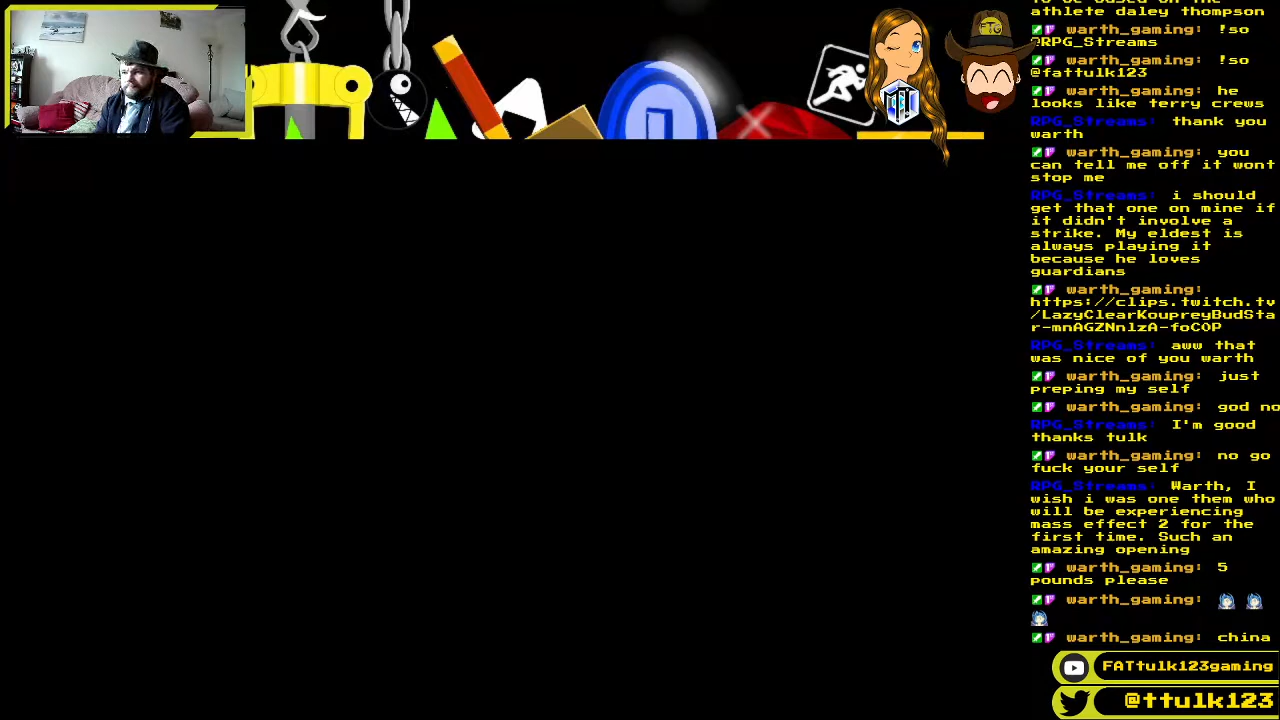 to be based on the
athlete daley thompson
warth_gaming: !so
@RPG_Streams
warth_gaming: !so
@fattulk123
warth_gaming: he
looks like terry crews
RPG_Streams: thank you
warth
warth_gaming: you
can tell me off it wont
stop me
RPG_Streams: i should
get that one on mine if
it didn't involve a
strike. My eldest is
always playing it
because he loves
guardians
warth_gaming:
https://clips.twitch.tv
/LazyClearKoupreyBudSta
r-mnAGZNnlzA-foCOP
RPG_Streams: aww that
was nice of you warth
warth_gaming: just
preping my self
warth_gaming: god no
RPG_Streams: I'm good
thanks tulk
warth_gaming: no go
fuck your self
RPG_Streams: Warth, I
wish i was one them who
will be experiencing
mass effect 2 for the
first time. Such an
amazing opening
warth_gaming: 5
pounds please
warth_gaming:
warth_gaming: china
FATtulk123gaming
@ttulk123